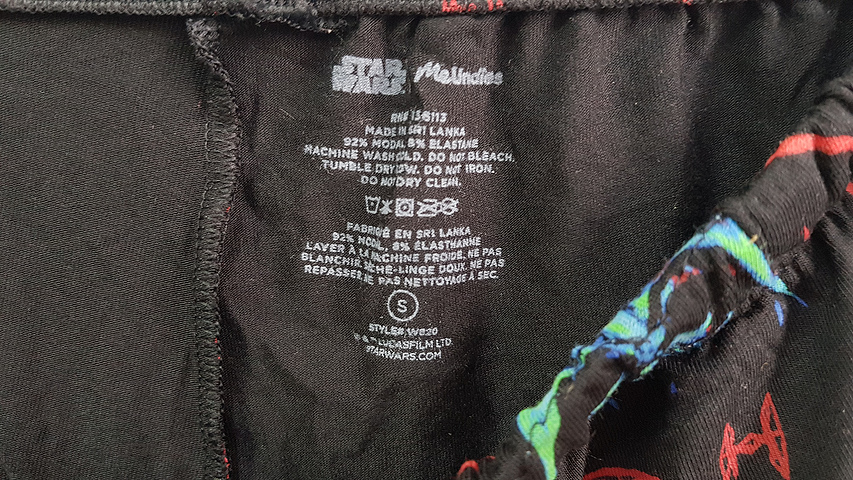 STAR WARS MeUndies
RN# 136113
MADE IN SRI LANKA
92% MODAL 8% ELASTANE
MACHINE WASH COLD. DO NOT BLEACH.
TUMBLE DRY LOW. DO NOT IRON.
DO NOT DRY CLEAN.
FABRIQUÉ EN SRI LANKA
92% MODAL, 8% ÉLASTHANNE
LAVER À LA MACHINE FROIDE. NE PAS
BLANCHIR. SÈCHE-LINGE DOUX. NE PAS
REPASSER. NE PAS NETTOYAGE À SEC.
S
STYLE#: WB20
© & ™ LUCASFILM LTD.
STARWARS.COM